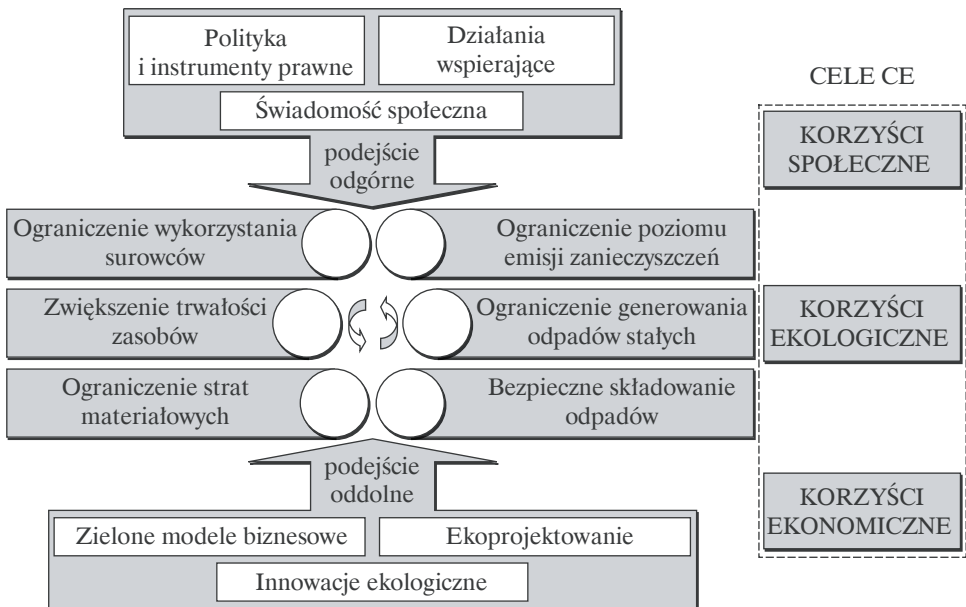 Polityka
i instrumenty prawne
Działania
wspierające
Świadomość społeczna
podejście
odgórne
CELE CE
KORZYŚCI
SPOŁECZNE
Ograniczenie wykorzystania
surowców
Ograniczenie poziomu
emisji zanieczyszczeń
Zwiększenie trwałości
zasobów
Ograniczenie generowania
odpadów stałych
KORZYŚCI
EKOLOGICZNE
Ograniczenie strat
materiałowych
Bezpieczne składowanie
odpadów
podejście
oddolne
KORZYŚCI
EKONOMICZNE
Zielone modele biznesowe
Ekoprojektowanie
Innowacje ekologiczne